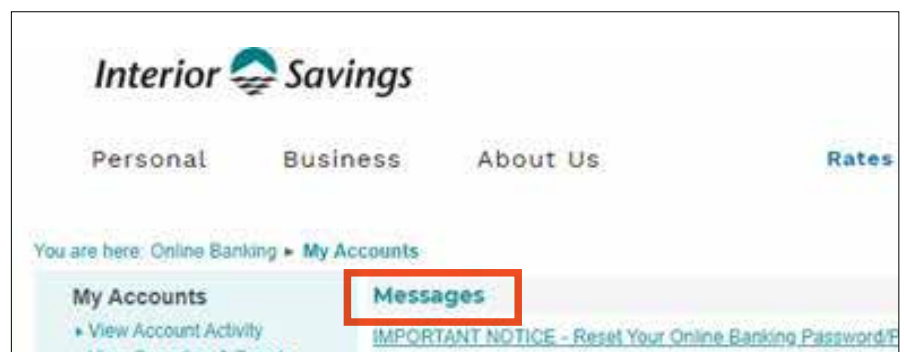 Interior Savings
Personal Business About Us Rates
You are here: Online Banking ▸ My Accounts
My Accounts
▸ View Account Activity
Messages
IMPORTANT NOTICE - Reset Your Online Banking Password/P